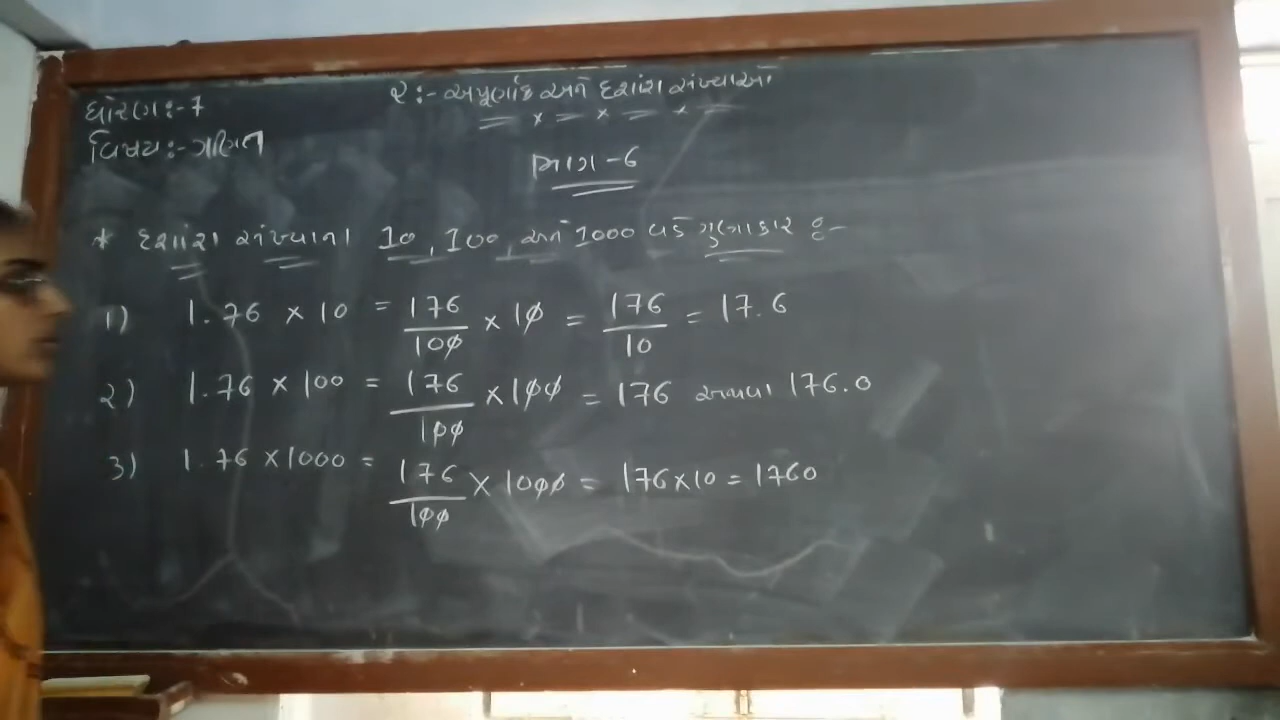 ૨ :- અપૂર્ણાંક અને દશાંશ સંખ્યાઓ
ધોરણ :- 7
વિષય :- ગણિત
ભાગ - 6
* દશાંશ સંખ્યાના 10, 100, અને 1000 વડે ગુણાકાર :-
1) 1.76 × 10 = 176/100 × 10 = 176/10 = 17.6
૨) 1.76 × 100 = 176/100 × 100 = 176 અથવા 176.0
3) 1.76 × 1000 = 176/100 × 1000 = 176 × 10 = 1760